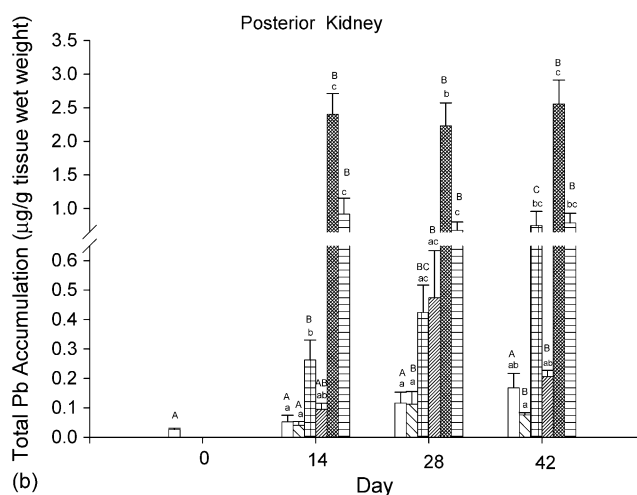 Posterior Kidney
Total Pb Accumulation (µg/g tissue wet weight)
3.5
3.0
2.5
2.0
1.5
1.0
0.6
0.5
0.4
0.3
0.2
0.1
0.0
A
A
a
A
a
B
b
AB
ab
B
c
B
c
A
a
B
a
BC
ac
B
ac
B
b
B
c
A
ab
B
a
C
bc
B
ab
B
c
B
bc
0 14 28 42
Day
(b)